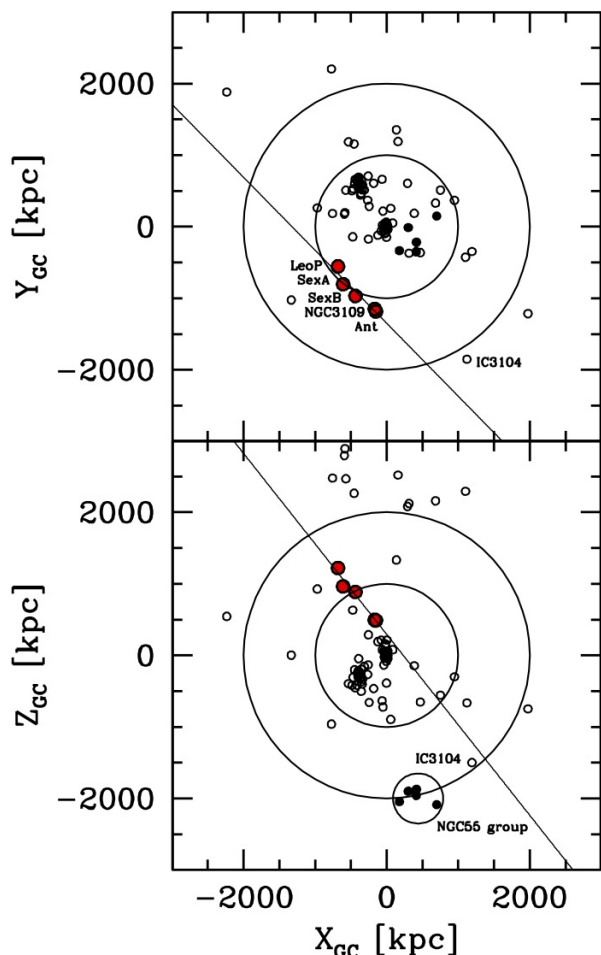 2000
0
−2000
Y_GC [kpc]
LeoP
SexA
SexB
NGC3109
Ant
IC3104
2000
0
−2000
Z_GC [kpc]
IC3104
NGC55 group
−2000 0 2000
X_GC [kpc]